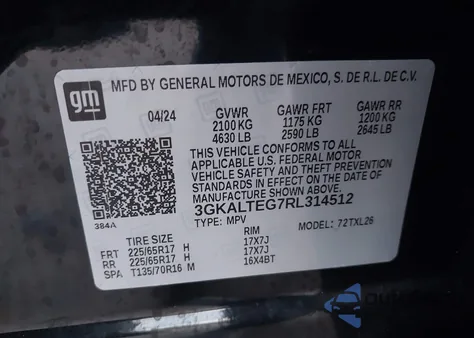 gm
MFD BY GENERAL MOTORS DE MEXICO, S. DE R.L. DE C.V.
04/24 GVWR GAWR FRT GAWR RR
2100 KG 1175 KG 1200 KG
4630 LB 2590 LB 2645 LB
THIS VEHICLE CONFORMS TO ALL
APPLICABLE U.S. FEDERAL MOTOR
VEHICLE SAFETY AND THEFT PREVENTION
STANDARDS IN EFFECT ON THE DATE OF
MANUFACTURE SHOWN ABOVE.
3GKALTEG7RL314512
384A TYPE: MPV MODEL: 72TXL26
TIRE SIZE RIM
FRT 225/65R17 H 17X7J
RR 225/65R17 H 17X7J
SPA T135/70R16 M 16X4BT